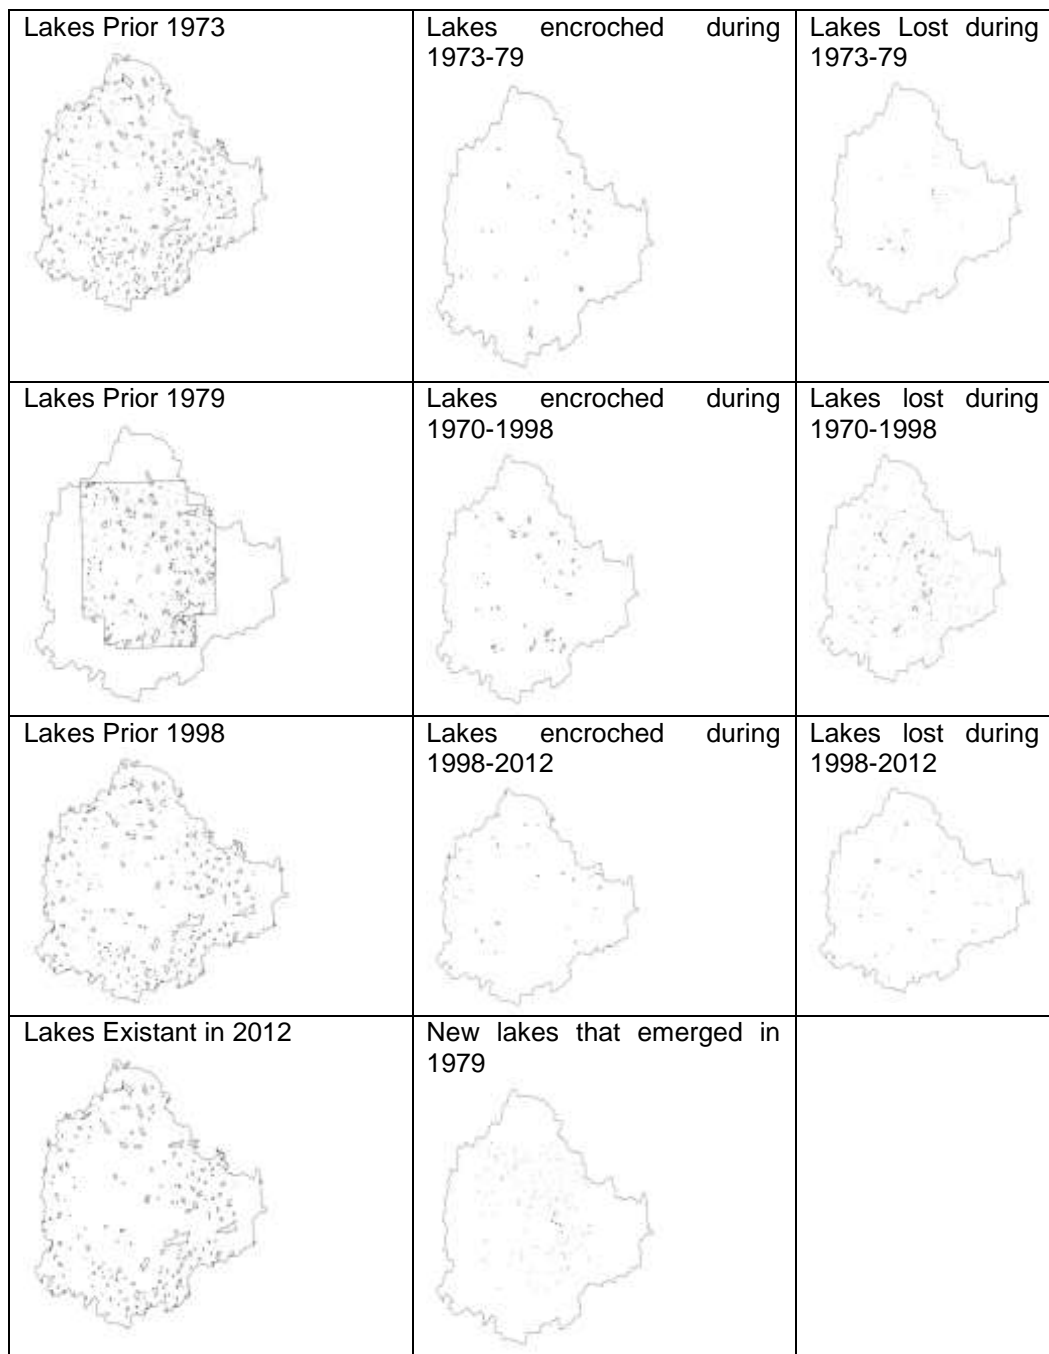 Lakes Prior 1973
Lakes encroched during
1973-79
Lakes Lost during
1973-79
Lakes Prior 1979
Lakes encroched during
1970-1998
Lakes lost during
1970-1998
Lakes Prior 1998
Lakes encroched during
1998-2012
Lakes lost during
1998-2012
Lakes Existant in 2012
New lakes that emerged in
1979